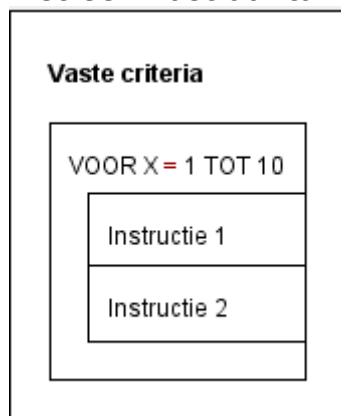 Vaste criteria
VOOR X = 1 TOT 10
Instructie 1
Instructie 2